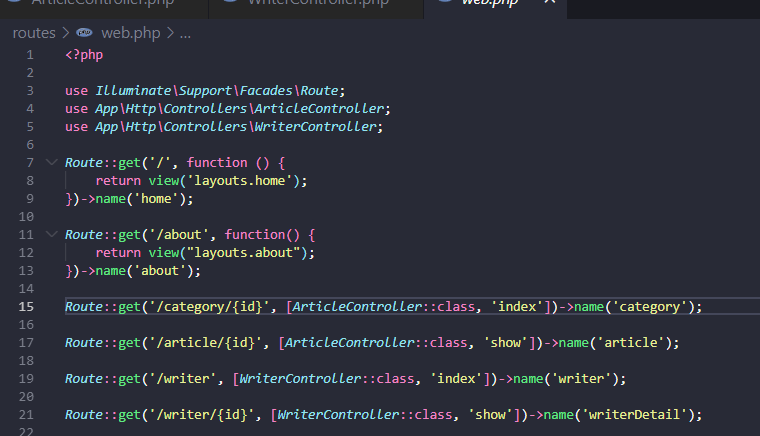 ArticleController.php WriterController.php web.php
routes > web.php > ...
1 <?php
2
3 use Illuminate\Support\Facades\Route;
4 use App\Http\Controllers\ArticleController;
5 use App\Http\Controllers\WriterController;
6
7 Route::get('/', function () {
8 return view('layouts.home');
9 })->name('home');
10
11 Route::get('/about', function() {
12 return view("layouts.about");
13 })->name('about');
14
15 Route::get('/category/{id}', [ArticleController::class, 'index'])->name('category');
16
17 Route::get('/article/{id}', [ArticleController::class, 'show'])->name('article');
18
19 Route::get('/writer', [WriterController::class, 'index'])->name('writer');
20
21 Route::get('/writer/{id}', [WriterController::class, 'show'])->name('writerDetail');
22